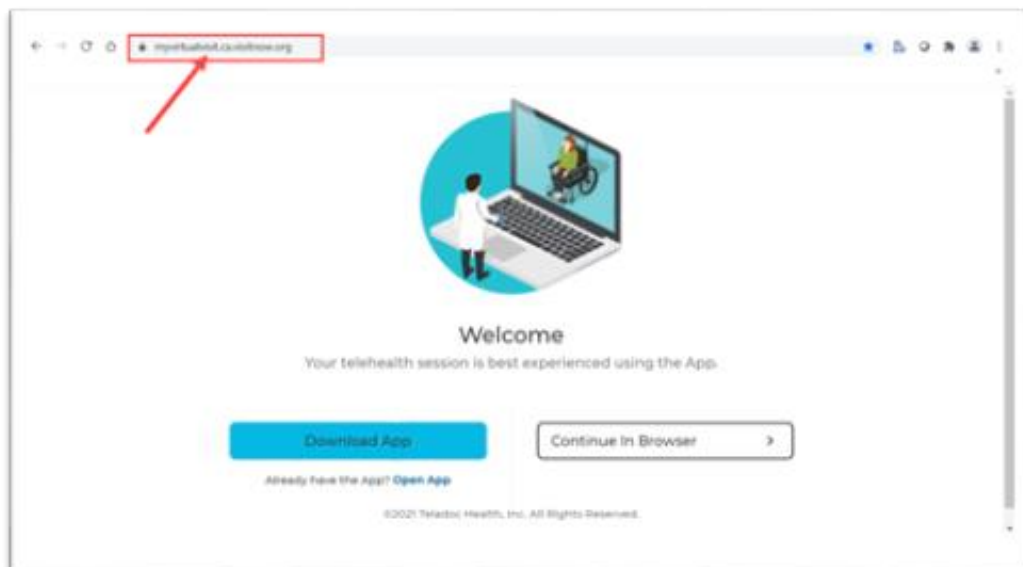 myvirtualvisit.ca.visitnow.org
Welcome
Your telehealth session is best experienced using the App.
Download App
Continue In Browser
Already have the App? Open App
©2021 Teladoc Health, Inc. All Rights Reserved.